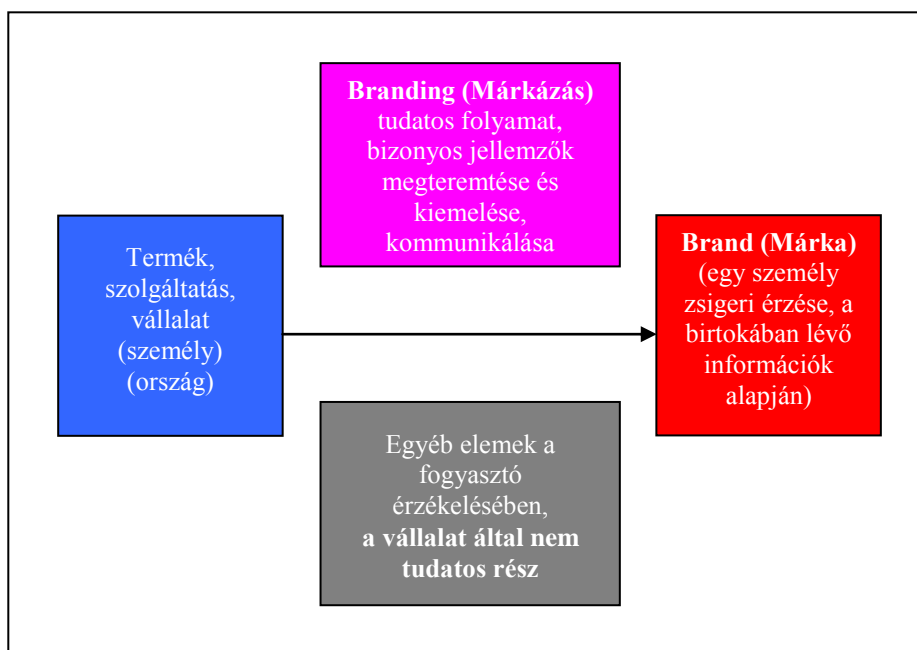 Branding (Márkázás)
tudatos folyamat,
bizonyos jellemzők
megteremtése és
kiemelése,
kommunikálása
Termék,
szolgáltatás,
vállalat
(személy)
(ország)
Brand (Márka)
(egy személy
zsigeri érzése, a
birtokában lévő
információk
alapján)
Egyéb elemek a
fogyasztó
érzékelésében,
a vállalat által nem
tudatos rész